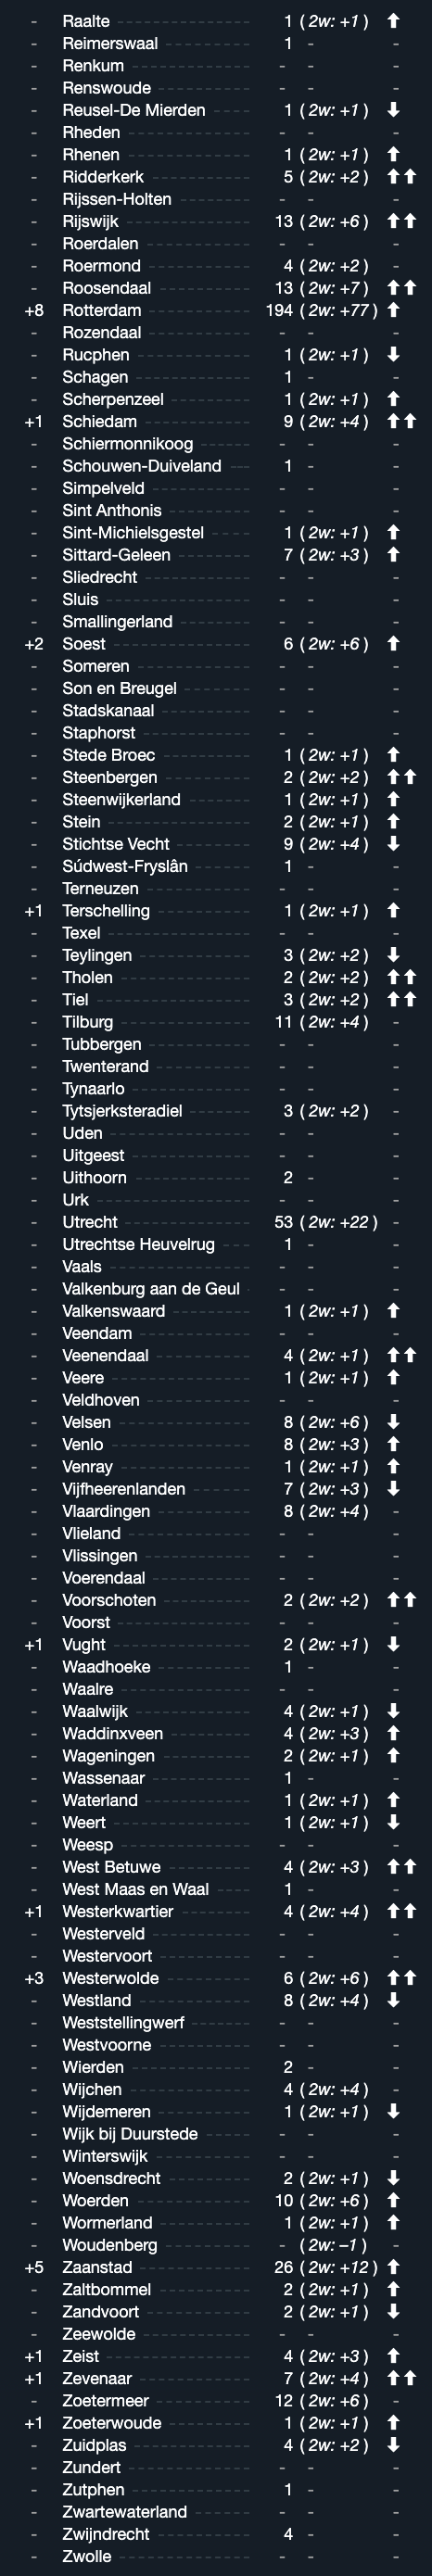 - Raalte 1 (2w: +1) ⬆
- Reimerswaal 1 - -
- Renkum - - -
- Renswoude - - -
- Reusel-De Mierden 1 (2w: +1) ⬇
- Rheden - - -
- Rhenen 1 (2w: +1) ⬆
- Ridderkerk 5 (2w: +2) ⬆⬆
- Rijssen-Holten - - -
- Rijswijk 13 (2w: +6) ⬆⬆
- Roerdalen - - -
- Roermond 4 (2w: +2) -
- Roosendaal 13 (2w: +7) ⬆⬆
+8 Rotterdam 194 (2w: +77) ⬆
- Rozendaal - - -
- Rucphen 1 (2w: +1) ⬇
- Schagen 1 - -
- Scherpenzeel 1 (2w: +1) ⬆
+1 Schiedam 9 (2w: +4) ⬆⬆
- Schiermonnikoog - - -
- Schouwen-Duiveland 1 - -
- Simpelveld - - -
- Sint Anthonis - - -
- Sint-Michielsgestel 1 (2w: +1) ⬆
- Sittard-Geleen 7 (2w: +3) ⬆
- Sliedrecht - - -
- Sluis - - -
- Smallingerland - - -
+2 Soest 6 (2w: +6) ⬆
- Someren - - -
- Son en Breugel - - -
- Stadskanaal - - -
- Staphorst - - -
- Stede Broec 1 (2w: +1) ⬆
- Steenbergen 2 (2w: +2) ⬆⬆
- Steenwijkerland 1 (2w: +1) ⬆
- Stein 2 (2w: +1) ⬆
- Stichtse Vecht 9 (2w: +4) ⬇
- Súdwest-Fryslân 1 - -
- Terneuzen - - -
+1 Terschelling 1 (2w: +1) ⬆
- Texel - - -
- Teylingen 3 (2w: +2) ⬇
- Tholen 2 (2w: +2) ⬆⬆
- Tiel 3 (2w: +2) ⬆⬆
- Tilburg 11 (2w: +4) -
- Tubbergen - - -
- Twenterand - - -
- Tynaarlo - - -
- Tytsjerksteradiel 3 (2w: +2) -
- Uden - - -
- Uitgeest - - -
- Uithoorn 2 - -
- Urk - - -
- Utrecht 53 (2w: +22) -
- Utrechtse Heuvelrug 1 - -
- Vaals - - -
- Valkenburg aan de Geul - - -
- Valkenswaard 1 (2w: +1) ⬆
- Veendam - - -
- Veenendaal 4 (2w: +1) ⬆⬆
- Veere 1 (2w: +1) ⬆
- Veldhoven - - -
- Velsen 8 (2w: +6) ⬇
- Venlo 8 (2w: +3) ⬆
- Venray 1 (2w: +1) ⬆
- Vijfheerenlanden 7 (2w: +3) ⬇
- Vlaardingen 8 (2w: +4) -
- Vlieland - - -
- Vlissingen - - -
- Voerendaal - - -
- Voorschoten 2 (2w: +2) ⬆⬆
- Voorst - - -
+1 Vught 2 (2w: +1) ⬇
- Waadhoeke 1 - -
- Waalre - - -
- Waalwijk 4 (2w: +1) ⬇
- Waddinxveen 4 (2w: +3) ⬆
- Wageningen 2 (2w: +1) ⬆
- Wassenaar 1 - -
- Waterland 1 (2w: +1) ⬆
- Weert 1 (2w: +1) ⬇
- Weesp - - -
- West Betuwe 4 (2w: +3) ⬆⬆
- West Maas en Waal 1 - -
+1 Westerkwartier 4 (2w: +4) ⬆⬆
- Westerveld - - -
- Westervoort - - -
+3 Westerwolde 6 (2w: +6) ⬆⬆
- Westland 8 (2w: +4) ⬇
- Weststellingwerf - - -
- Westvoorne - - -
- Wierden 2 - -
- Wijchen 4 (2w: +4) -
- Wijdemeren 1 (2w: +1) ⬇
- Wijk bij Duurstede - - -
- Winterswijk - - -
- Woensdrecht 2 (2w: +1) ⬇
- Woerden 10 (2w: +6) ⬆
- Wormerland 1 (2w: +1) ⬆
- Woudenberg - (2w: –1) -
+5 Zaanstad 26 (2w: +12) ⬆
- Zaltbommel 2 (2w: +1) ⬆
- Zandvoort 2 (2w: +1) ⬇
- Zeewolde - - -
+1 Zeist 4 (2w: +3) ⬆
+1 Zevenaar 7 (2w: +4) ⬆⬆
- Zoetermeer 12 (2w: +6) -
+1 Zoeterwoude 1 (2w: +1) ⬆
- Zuidplas 4 (2w: +2) ⬇
- Zundert - - -
- Zutphen 1 - -
- Zwartewaterland - - -
- Zwijndrecht 4 - -
- Zwolle - - -